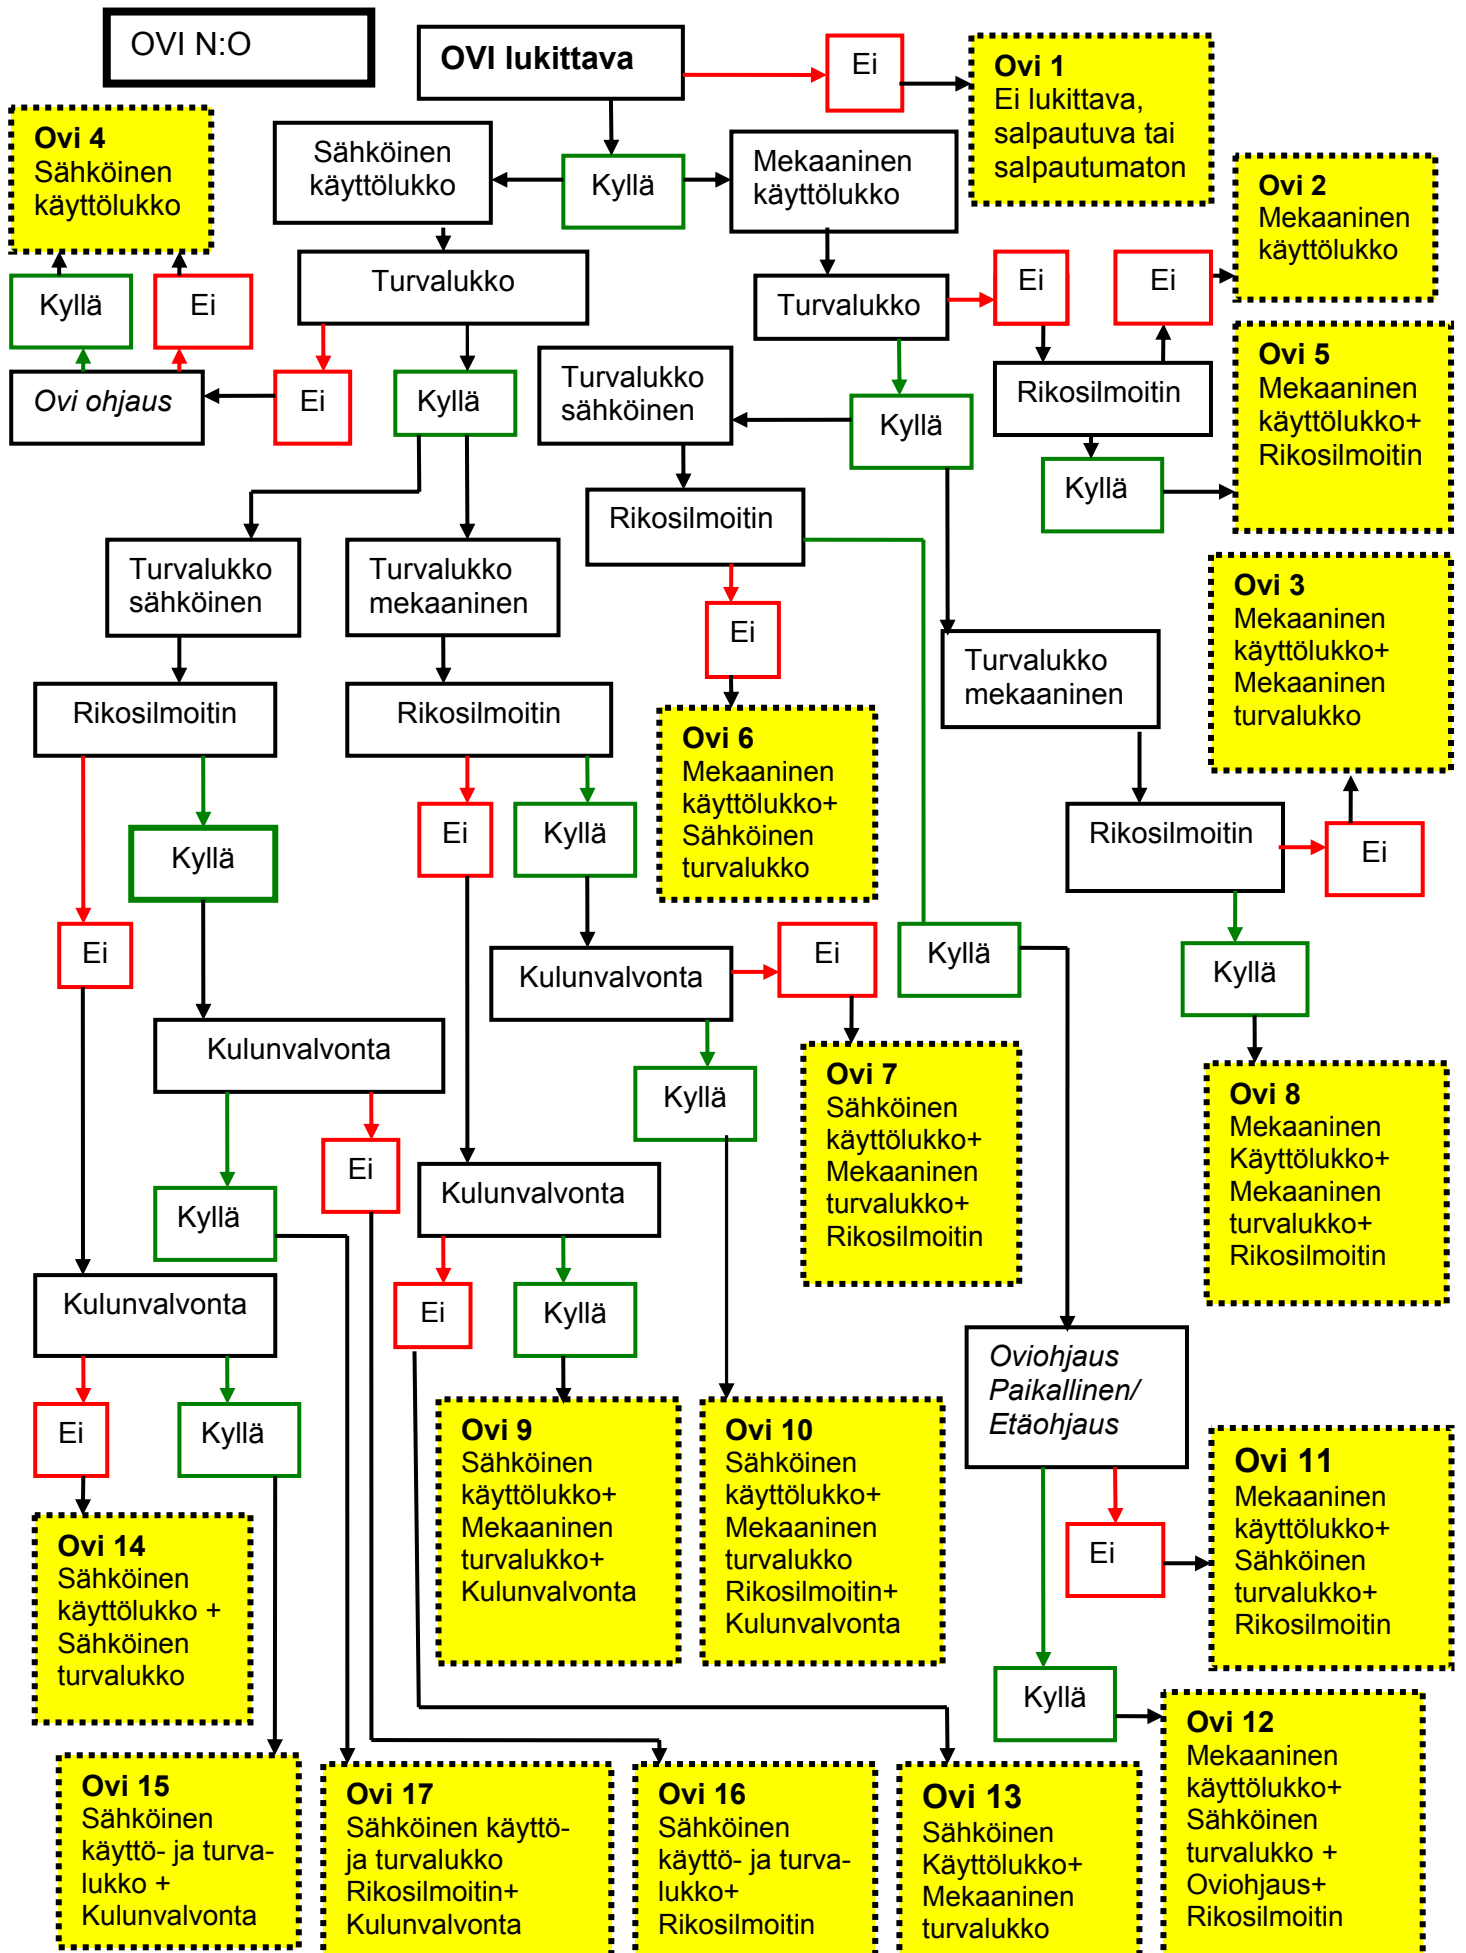 OVI N:O
OVI lukittava
Ei
Ovi 1
Ei lukittava,
salpautuva tai
salpautumaton
Ovi 4
Sähköinen
käyttölukko
Sähköinen
käyttölukko
Kyllä
Mekaaninen
käyttölukko
Ovi 2
Mekaaninen
käyttölukko
Kyllä
Ei
Turvalukko
Turvalukko
Ei
Ei
Ovi ohjaus
Ei
Kyllä
Turvalukko
sähköinen
Kyllä
Rikosilmoitin
Ovi 5
Mekaaninen
käyttölukko+
Rikosilmoitin
Kyllä
Rikosilmoitin
Turvalukko
sähköinen
Turvalukko
mekaaninen
Ei
Turvalukko
mekaaninen
Ovi 3
Mekaaninen
käyttölukko+
Mekaaninen
turvalukko
Rikosilmoitin
Rikosilmoitin
Ovi 6
Mekaaninen
käyttölukko+
Sähköinen
turvalukko
Ei
Kyllä
Rikosilmoitin
Ei
Kyllä
Ei
Kulunvalvonta
Ei
Kyllä
Kyllä
Kulunvalvonta
Kyllä
Ovi 7
Sähköinen
käyttölukko+
Mekaaninen
turvalukko+
Rikosilmoitin
Ovi 8
Mekaaninen
Käyttölukko+
Mekaaninen
turvalukko+
Rikosilmoitin
Ei
Kyllä
Kulunvalvonta
Kulunvalvonta
Ei
Kyllä
Oviohjaus
Paikallinen/
Etäohjaus
Ei
Kyllä
Ovi 9
Sähköinen
käyttölukko+
Mekaaninen
turvalukko+
Kulunvalvonta
Ovi 10
Sähköinen
käyttölukko+
Mekaaninen
turvalukko
Rikosilmoitin+
Kulunvalvonta
Ovi 11
Mekaaninen
käyttölukko+
Sähköinen
turvalukko+
Rikosilmoitin
Ei
Ovi 14
Sähköinen
käyttölukko +
Sähköinen
turvalukko
Kyllä
Ovi 12
Mekaaninen
käyttölukko+
Sähköinen
turvalukko +
Oviohjaus+
Rikosilmoitin
Ovi 15
Sähköinen
käyttö- ja turva-
lukko +
Kulunvalvonta
Ovi 17
Sähköinen käyttö-
ja turvalukko
Rikosilmoitin+
Kulunvalvonta
Ovi 16
Sähköinen
käyttö- ja turva-
lukko+
Rikosilmoitin
Ovi 13
Sähköinen
Käyttölukko+
Mekaaninen
turvalukko